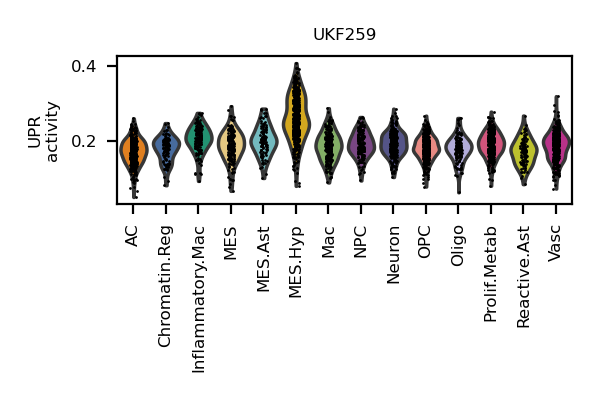 UKF259
UPR
activity
0.4
0.2
AC
Chromatin.Reg
Inflammatory.Mac
MES
MES.Ast
MES.Hyp
Mac
NPC
Neuron
OPC
Oligo
Prolif.Metab
Reactive.Ast
Vasc